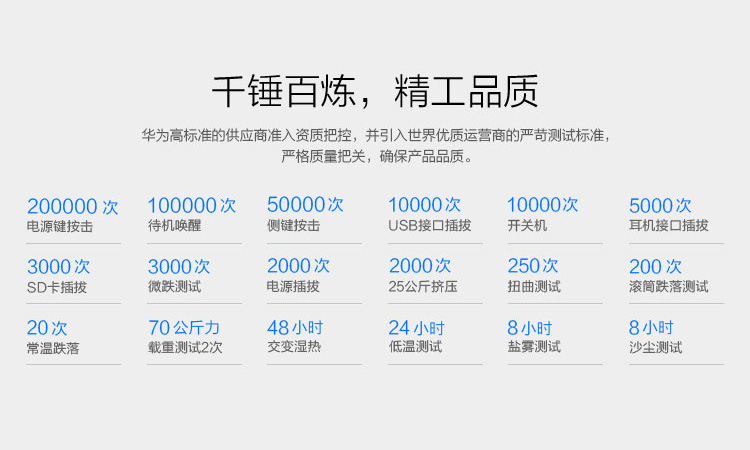 千锤百炼，精工品质
华为高标准的供应商准入资质把控，并引入世界优质运营商的严苛测试标准，
严格质量把关，确保产品品质。
200000 次 100000 次 50000 次 10000 次 10000 次 5000 次
电源键按击 待机唤醒 侧键按击 USB接口插拔 开关机 耳机接口插拔
3000 次 3000 次 2000 次 2000 次 250 次 200 次
SD卡插拔 微跌测试 电源插拔 25公斤挤压 扭曲测试 滚筒跌落测试
20 次 70 公斤力 48 小时 24 小时 8 小时 8 小时
常温跌落 载重测试2次 交变湿热 低温测试 盐雾测试 沙尘测试